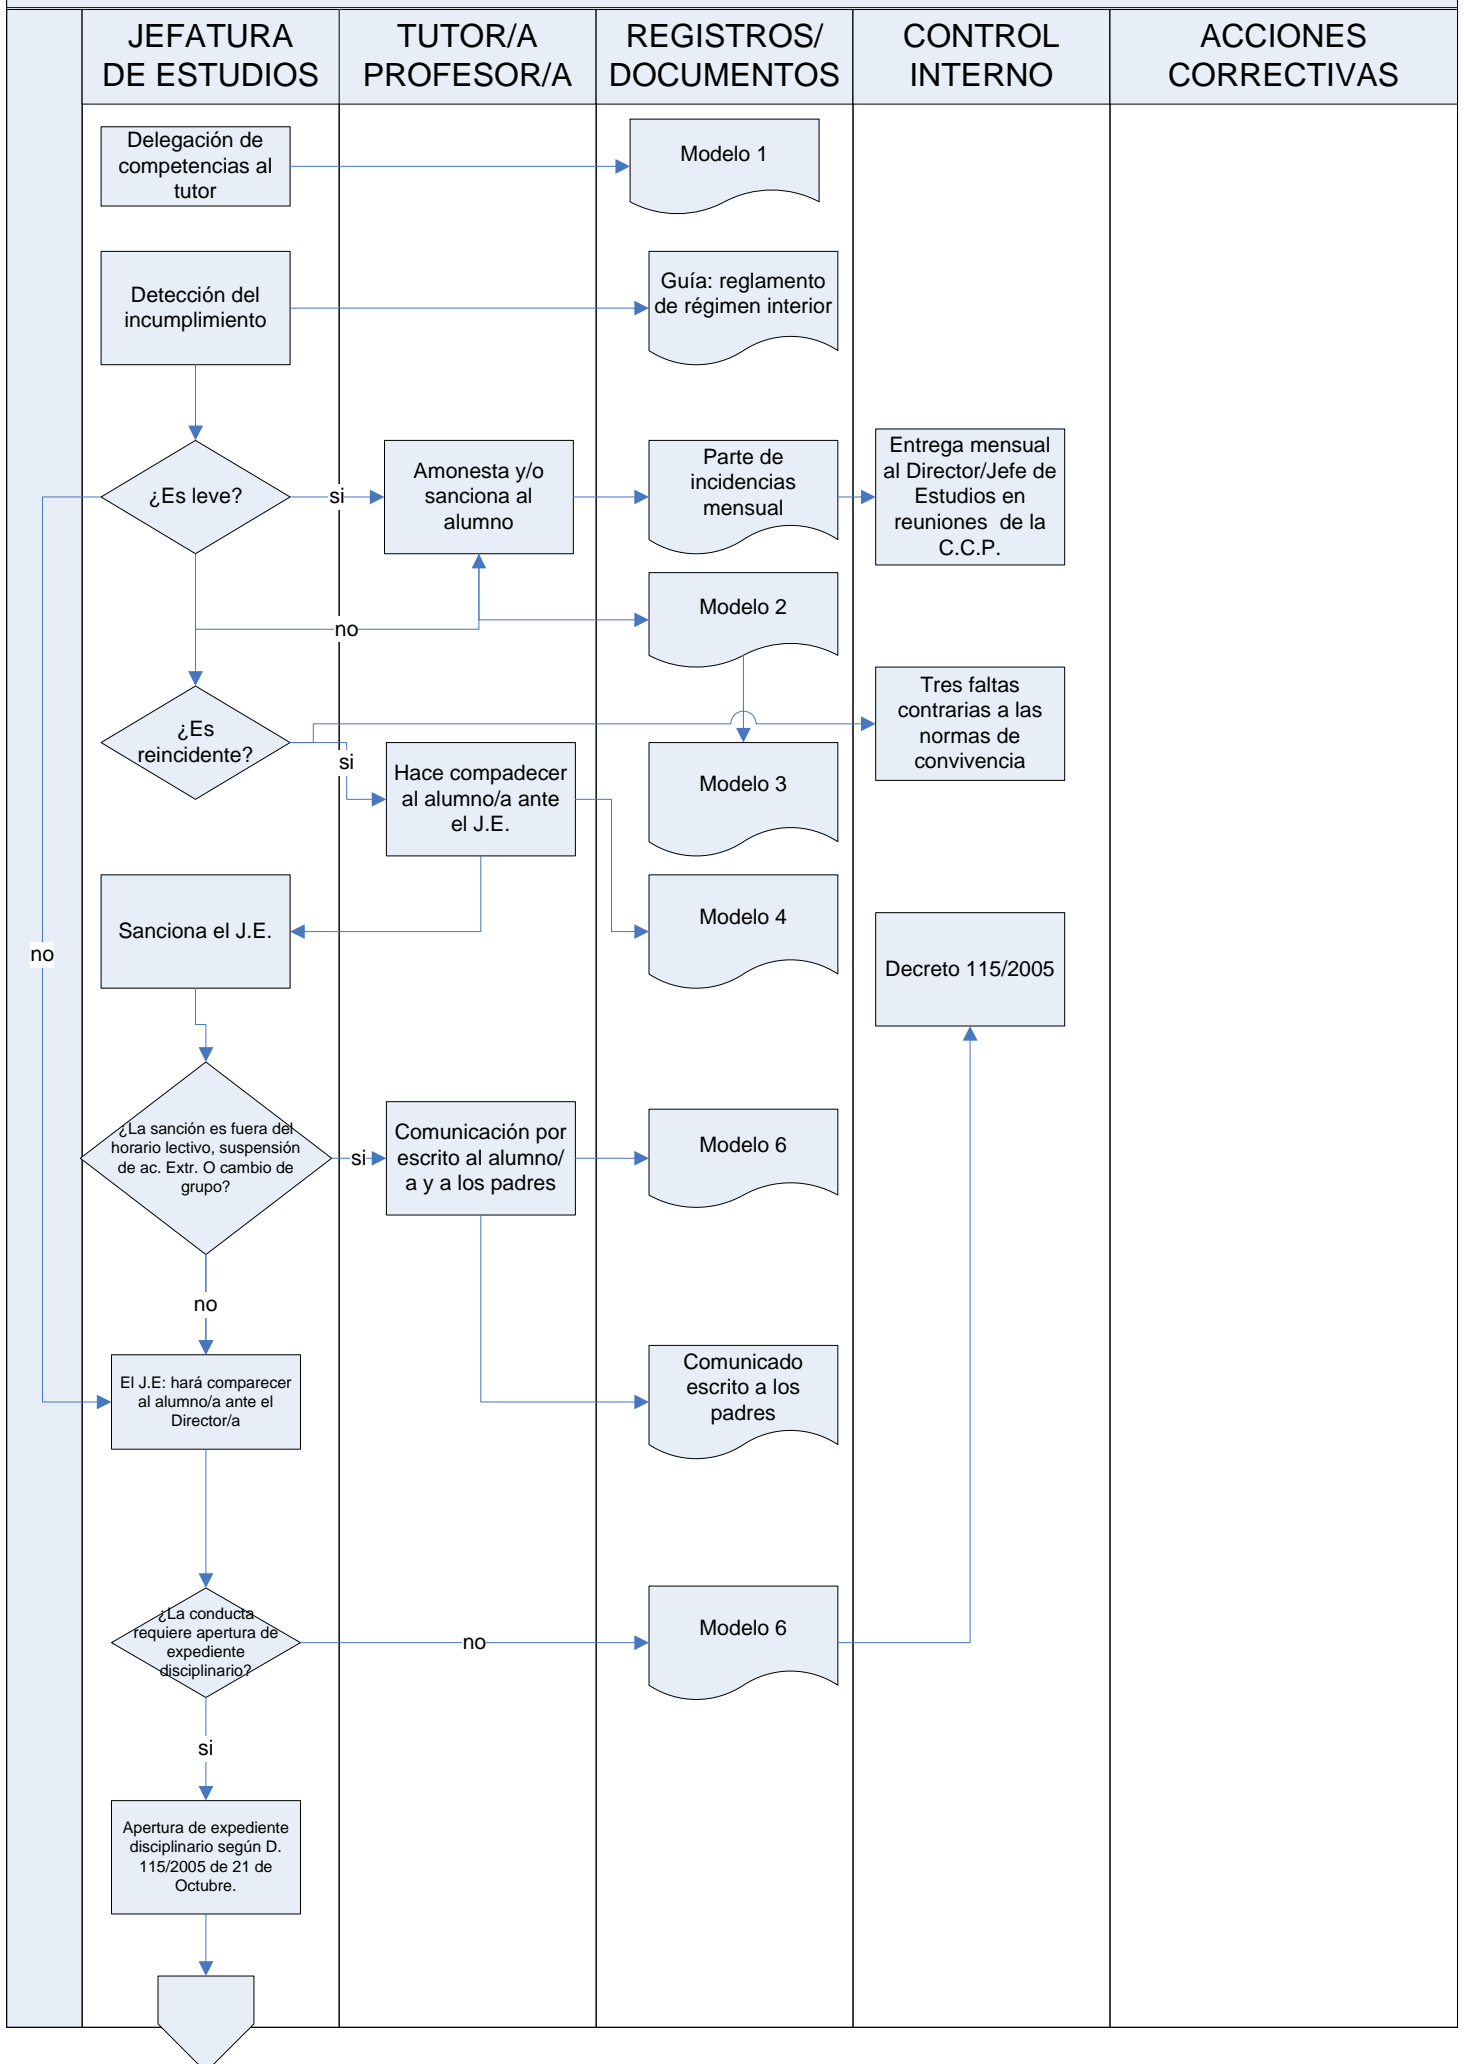 JEFATURA
DE ESTUDIOS
TUTOR/A
PROFESOR/A
REGISTROS/
DOCUMENTOS
CONTROL
INTERNO
ACCIONES
CORRECTIVAS
Delegación de
competencias al
tutor
Modelo 1
Detección del
incumplimiento
Guía: reglamento
de régimen interior
¿Es leve?
si
Amonesta y/o
sanciona al
alumno
Parte de
incidencias
mensual
Entrega mensual
al Director/Jefe de
Estudios en
reuniones de la
C.C.P.
Modelo 2
no
¿Es
reincidente?
si
Hace compadecer
al alumno/a ante
el J.E.
Modelo 3
Tres faltas
contrarias a las
normas de
convivencia
Sanciona el J.E.
Modelo 4
no
Decreto 115/2005
¿La sanción es fuera del
horario lectivo, suspensión
de ac. Extr. O cambio de
grupo?
si
Comunicación por
escrito al alumno/
a y a los padres
Modelo 6
no
El J.E: hará comparecer
al alumno/a ante el
Director/a
Comunicado
escrito a los
padres
¿La conducta
requiere apertura de
expediente
disciplinario?
no
Modelo 6
si
Apertura de expediente
disciplinario según D.
115/2005 de 21 de
Octubre.